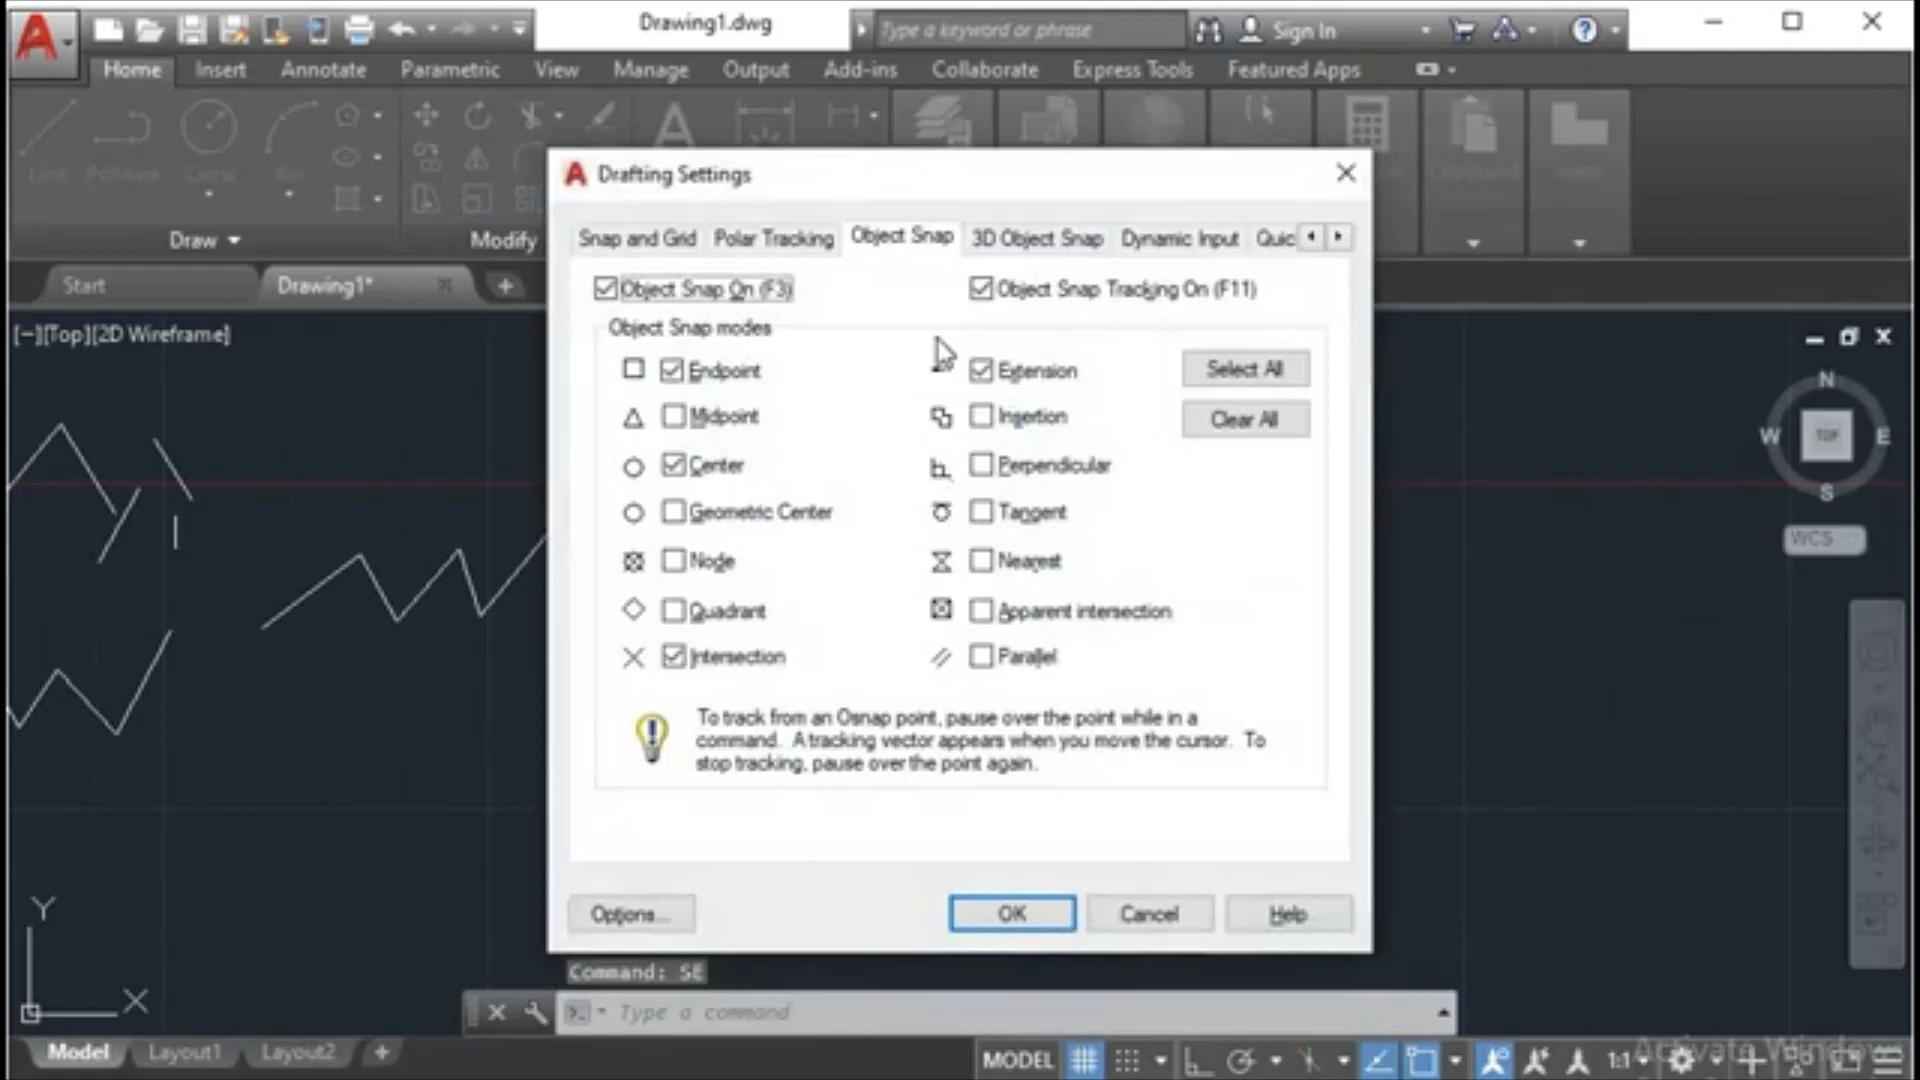 Drawing1.dwg
Type a keyword or phrase
Sign In
Home Insert Annotate Parametric View Manage Output Add-ins Collaborate Express Tools Featured Apps
Draw
Modify
Start
Drawing1*
[−][Top][2D Wireframe]
Drafting Settings
Snap and Grid Polar Tracking Object Snap 3D Object Snap Dynamic Input Quic
Object Snap On (F3)
Object Snap Tracking On (F11)
Object Snap modes
Endpoint
Extension
Select All
Midpoint
Insertion
Clear All
Center
Perpendicular
Geometric Center
Tangent
Node
Nearest
Quadrant
Apparent intersection
Intersection
Parallel
To track from an Osnap point, pause over the point while in a
command. A tracking vector appears when you move the cursor. To
stop tracking, pause over the point again.
Options...
OK
Cancel
Help
N
W
TOP
E
S
WCS
Y
X
Command: SE
Type a command
Model Layout1 Layout2
MODEL
1:1
Activate Windows